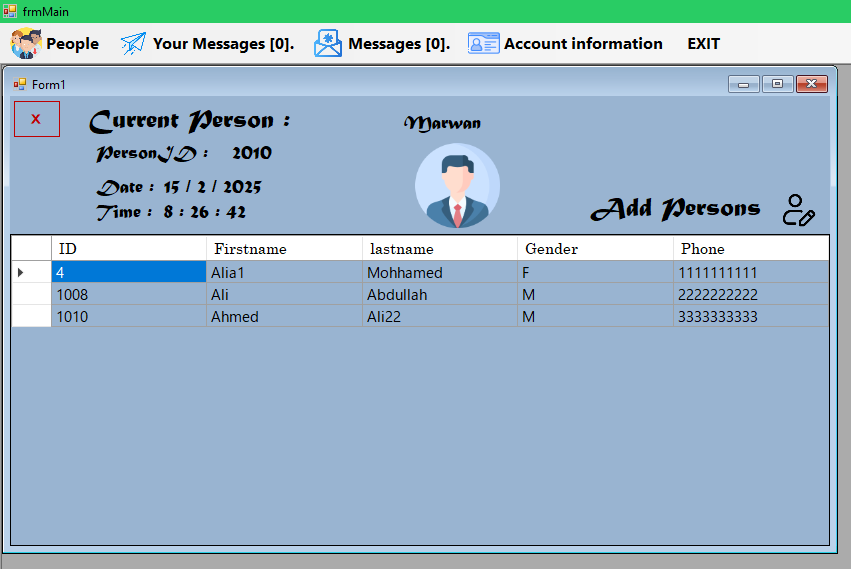 frmMain
People Your Messages [0]. Messages [0]. Account information EXIT
Form1
x
Current Person :
Marwan
PersonID : 2010
Date : 15 / 2 / 2025
Time : 8 : 26 : 42
Add Persons
ID Firstname lastname Gender Phone
4 Alia1 Mohhamed F 1111111111
1008 Ali Abdullah M 2222222222
1010 Ahmed Ali22 M 3333333333